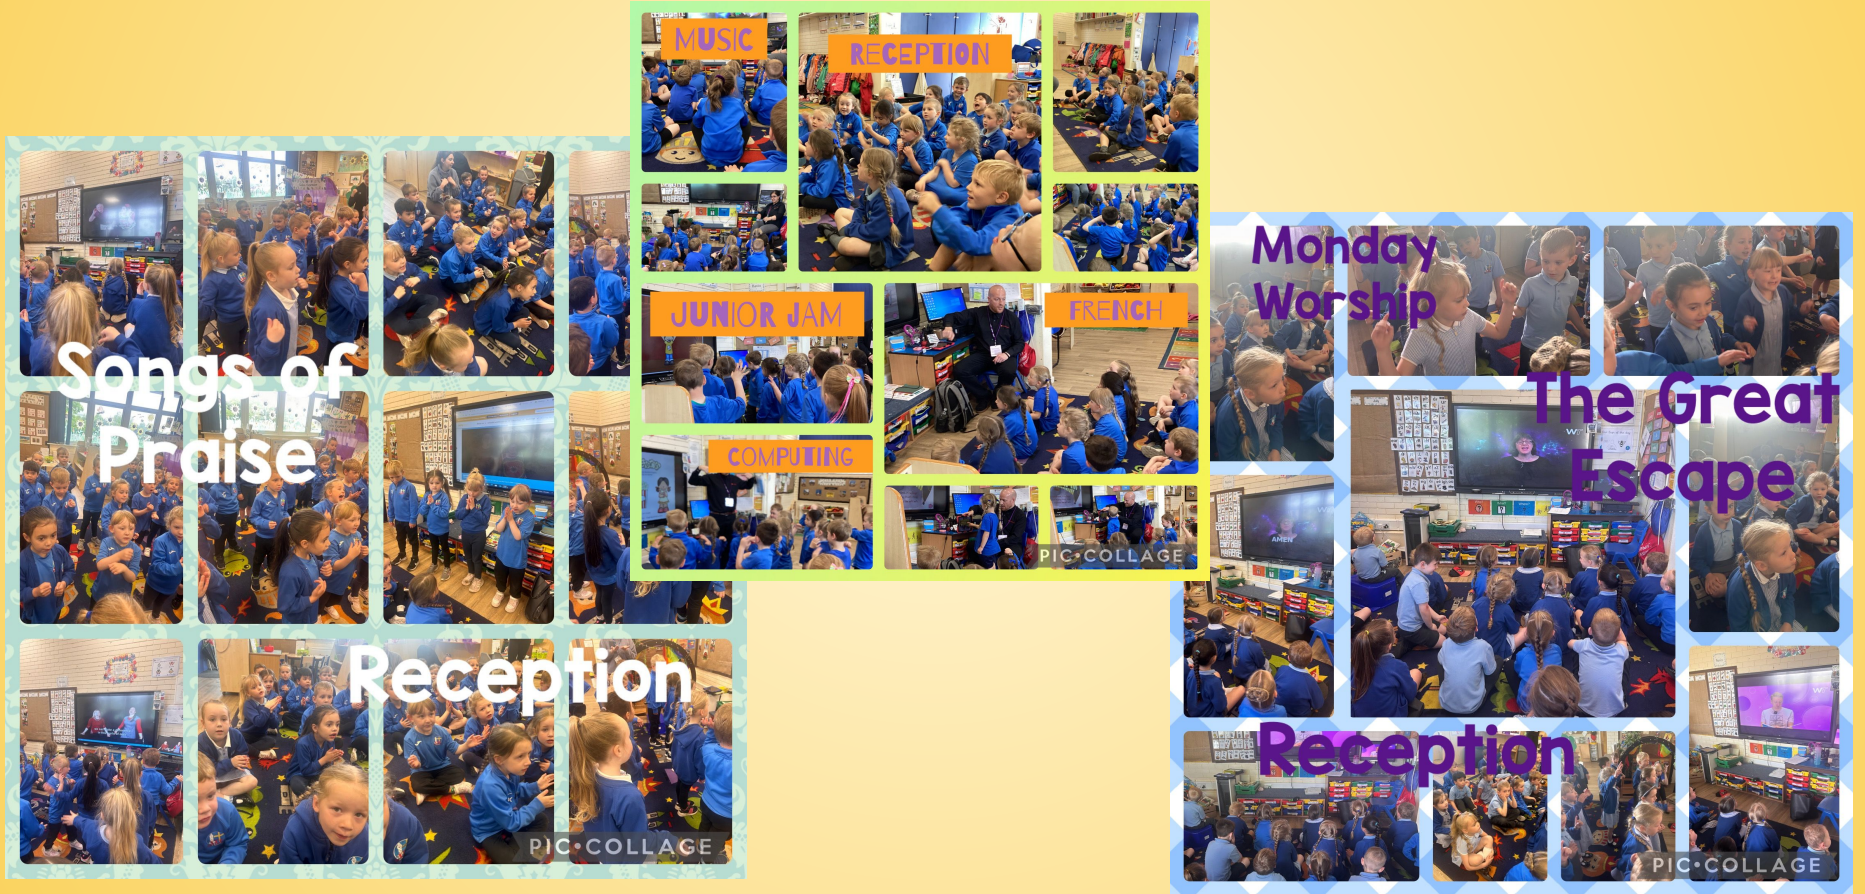 MUSIC
RECEPTION
JUNIOR JAM
FRENCH
COMPUTING
PIC•COLLAGE
Songs of
Praise
Reception
PIC•COLLAGE
Monday
Worship
The Great
Escape
AMEN
Reception
PIC•COLLAGE